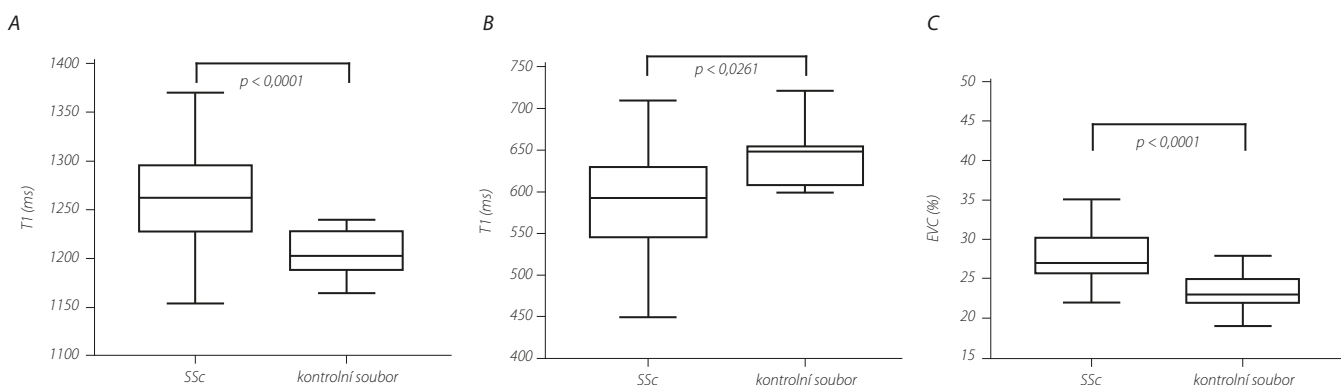 A
1400
1350
1300
1250
1200
1150
1100
T1 (ms)
p < 0,0001
SSc
kontrolní soubor
B
750
700
650
600
550
500
450
400
T1 (ms)
p < 0,0261
SSc
kontrolní soubor
C
50
45
40
35
30
25
20
15
EVC (%)
p < 0,0001
SSc
kontrolní soubor